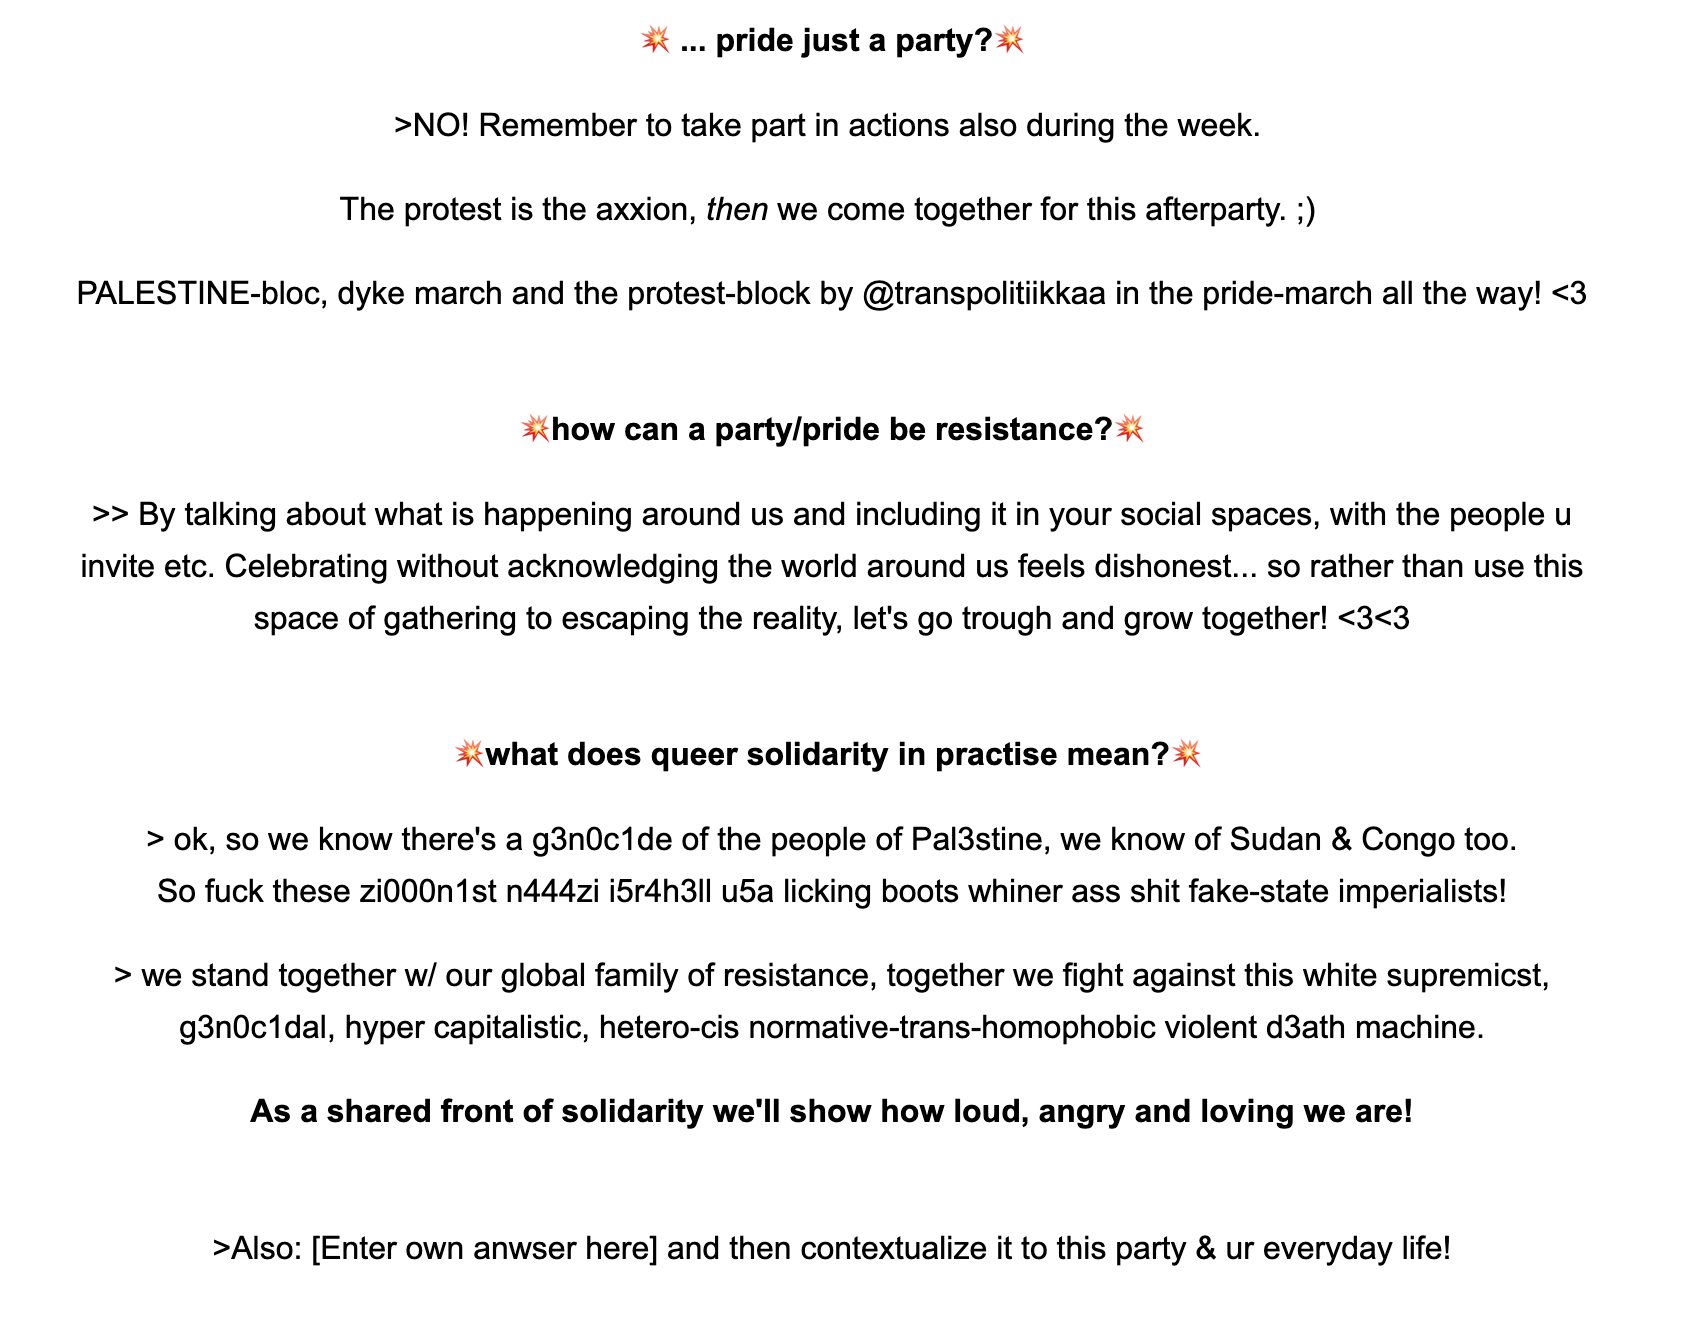 💥 ... pride just a party?💥
>NO! Remember to take part in actions also during the week.
The protest is the axxion, then we come together for this afterparty. ;)
PALESTINE-bloc, dyke march and the protest-block by @transpolitiikkaa in the pride-march all the way! <3
💥how can a party/pride be resistance?💥
>> By talking about what is happening around us and including it in your social spaces, with the people u
invite etc. Celebrating without acknowledging the world around us feels dishonest... so rather than use this
space of gathering to escaping the reality, let's go trough and grow together! <3<3
💥what does queer solidarity in practise mean?💥
> ok, so we know there's a g3n0c1de of the people of Pal3stine, we know of Sudan & Congo too.
So fuck these zi000n1st n444zi i5r4h3ll u5a licking boots whiner ass shit fake-state imperialists!
> we stand together w/ our global family of resistance, together we fight against this white supremicst,
g3n0c1dal, hyper capitalistic, hetero-cis normative-trans-homophobic violent d3ath machine.
As a shared front of solidarity we'll show how loud, angry and loving we are!
>Also: [Enter own anwser here] and then contextualize it to this party & ur everyday life!